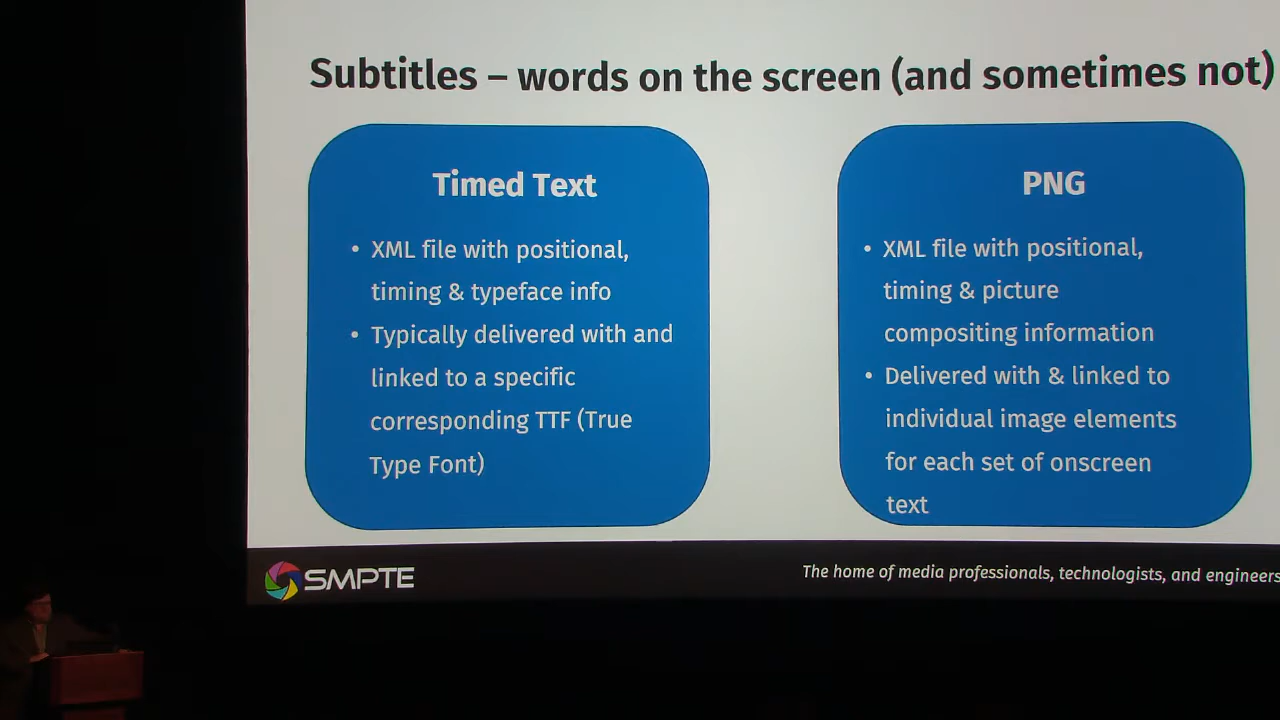 Subtitles – words on the screen (and sometimes not)
Timed Text
• XML file with positional,
timing & typeface info
• Typically delivered with and
linked to a specific
corresponding TTF (True
Type Font)
PNG
• XML file with positional,
timing & picture
compositing information
• Delivered with & linked to
individual image elements
for each set of onscreen
text
SMPTE
The home of media professionals, technologists, and engineers